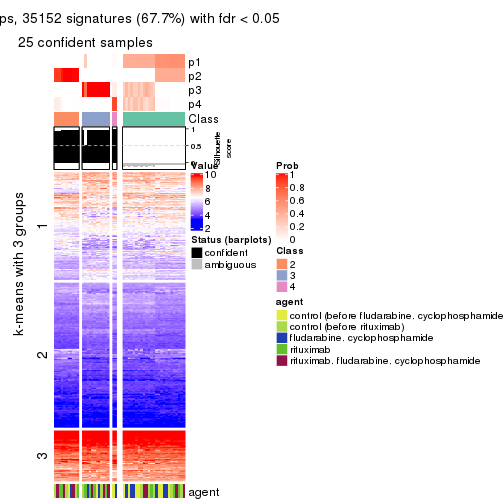 ps, 35152 signatures (67.7%) with fdr < 0.05
25 confident samples
p1
p2
p3
p4
Class
1
0.5
0
Silhouette
score
k-means with 3 groups
1
2
3
agent
Value
10
8
6
4
2
Status (barplots)
confident
ambiguous
Prob
1
0.8
0.6
0.4
0.2
0
Class
2
3
4
agent
control (before fludarabine. cyclophosphamide
control (before rituximab)
fludarabine. cyclophosphamide
rituximab
rituximab. fludarabine. cyclophosphamide